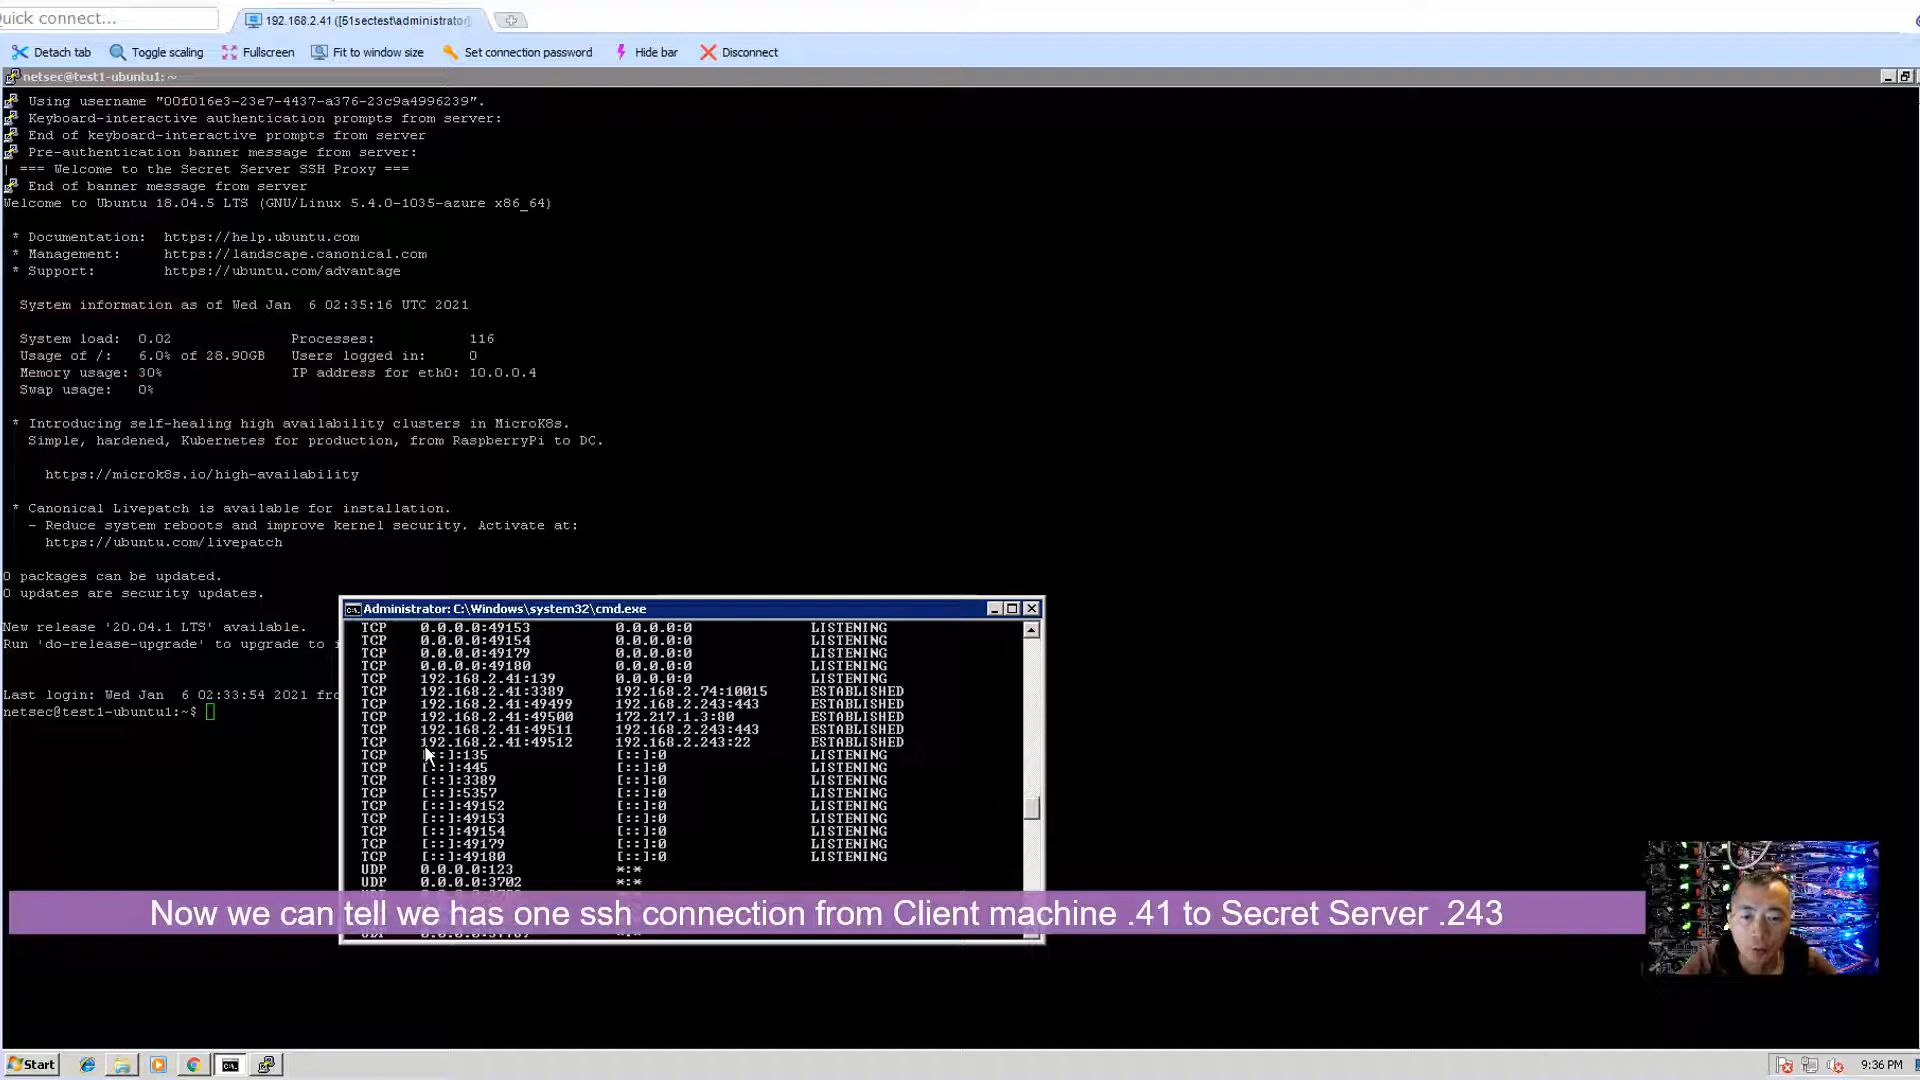 uick connect...
192.168.2.41 ([51sectest\administrator]
Detach tab Toggle scaling Fullscreen Fit to window size Set connection password Hide bar Disconnect
netsec@test1-ubuntu1: ~
Using username "00f016e3-23e7-4437-a376-23c9a4996239".
Keyboard-interactive authentication prompts from server:
End of keyboard-interactive prompts from server
Pre-authentication banner message from server:
| === Welcome to the Secret Server SSH Proxy ===
End of banner message from server
Welcome to Ubuntu 18.04.5 LTS (GNU/Linux 5.4.0-1035-azure x86_64)
* Documentation: https://help.ubuntu.com
* Management: https://landscape.canonical.com
* Support: https://ubuntu.com/advantage
System information as of Wed Jan 6 02:35:16 UTC 2021
System load: 0.02 Processes: 116
Usage of /: 6.0% of 28.90GB Users logged in: 0
Memory usage: 30% IP address for eth0: 10.0.0.4
Swap usage: 0%
* Introducing self-healing high availability clusters in MicroK8s.
Simple, hardened, Kubernetes for production, from RaspberryPi to DC.
https://microk8s.io/high-availability
* Canonical Livepatch is available for installation.
- Reduce system reboots and improve kernel security. Activate at:
https://ubuntu.com/livepatch
0 packages can be updated.
0 updates are security updates.
New release '20.04.1 LTS' available.
Run 'do-release-upgrade' to upgrade to i
Last login: Wed Jan 6 02:33:54 2021 fro
netsec@test1-ubuntu1:~$
Administrator: C:\Windows\system32\cmd.exe
TCP 0.0.0.0:49153 0.0.0.0:0 LISTENING
TCP 0.0.0.0:49154 0.0.0.0:0 LISTENING
TCP 0.0.0.0:49179 0.0.0.0:0 LISTENING
TCP 0.0.0.0:49180 0.0.0.0:0 LISTENING
TCP 192.168.2.41:139 0.0.0.0:0 LISTENING
TCP 192.168.2.41:3389 192.168.2.74:10015 ESTABLISHED
TCP 192.168.2.41:49499 192.168.2.243:443 ESTABLISHED
TCP 192.168.2.41:49500 172.217.1.3:80 ESTABLISHED
TCP 192.168.2.41:49511 192.168.2.243:443 ESTABLISHED
TCP 192.168.2.41:49512 192.168.2.243:22 ESTABLISHED
TCP [::]:135 [::]:0 LISTENING
TCP [::]:445 [::]:0 LISTENING
TCP [::]:3389 [::]:0 LISTENING
TCP [::]:5357 [::]:0 LISTENING
TCP [::]:49152 [::]:0 LISTENING
TCP [::]:49153 [::]:0 LISTENING
TCP [::]:49154 [::]:0 LISTENING
TCP [::]:49179 [::]:0 LISTENING
TCP [::]:49180 [::]:0 LISTENING
UDP 0.0.0.0:123 *:*
UDP 0.0.0.0:3702 *:*
Now we can tell we has one ssh connection from Client machine .41 to Secret Server .243
Start
9:36 PM